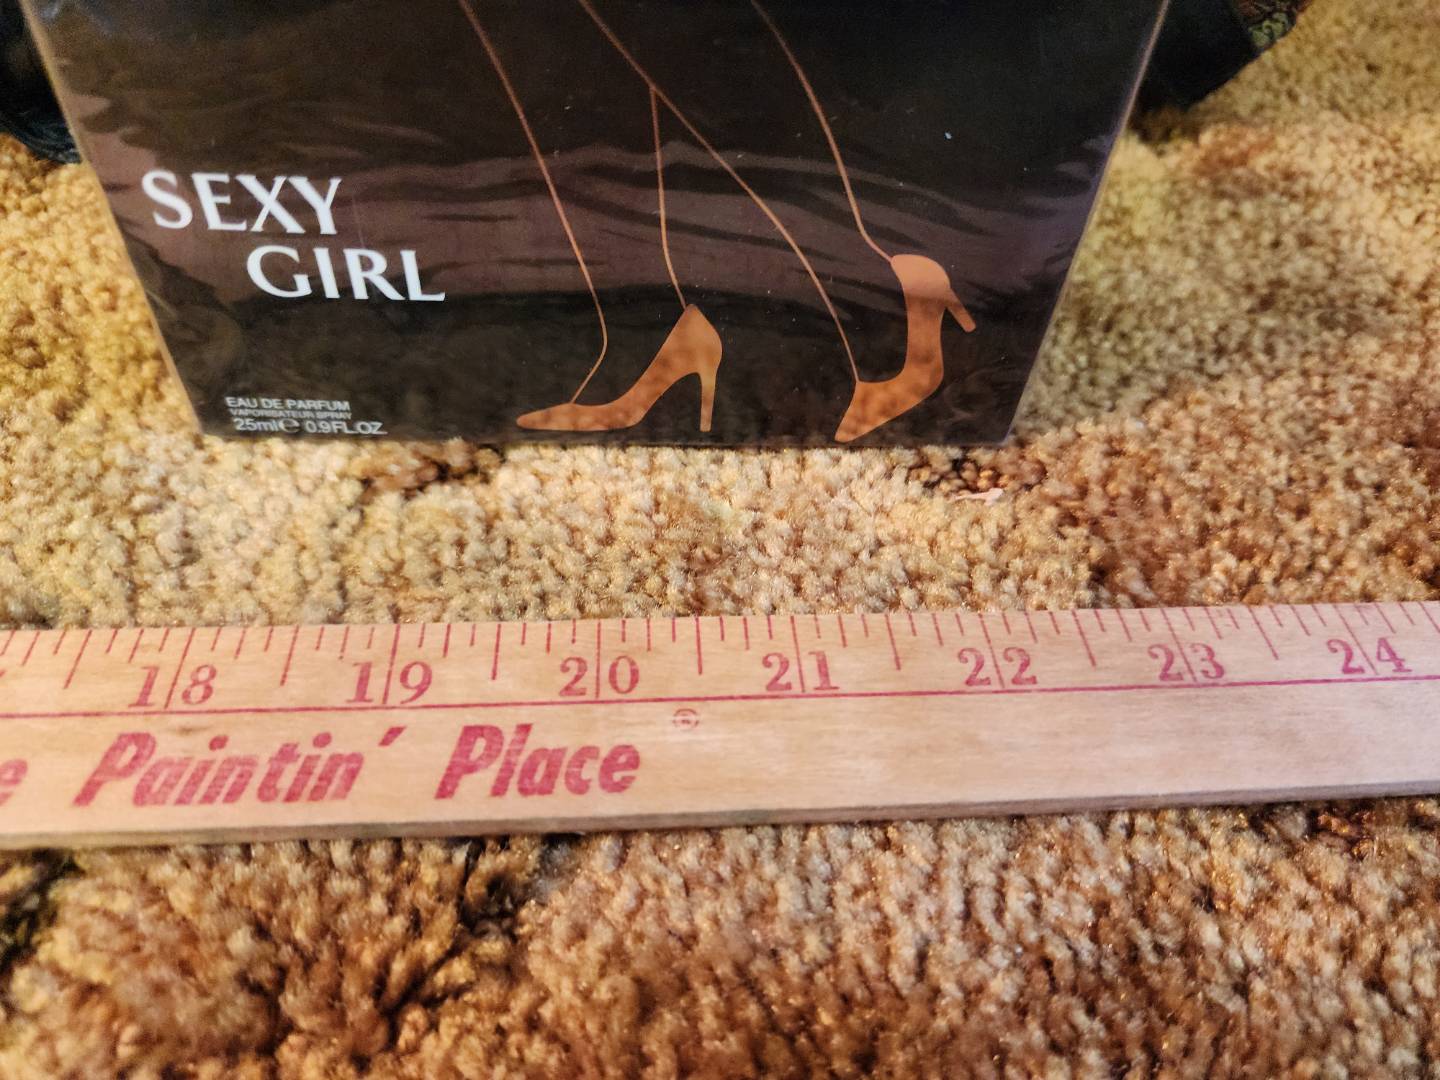 SEXY
GIRL
EAU DE PARFUM
VAPORISATEUR SPRAY
25ml℮ 0.9FL.OZ
18 19 20 21 22 23 24
Paintin' Place ®